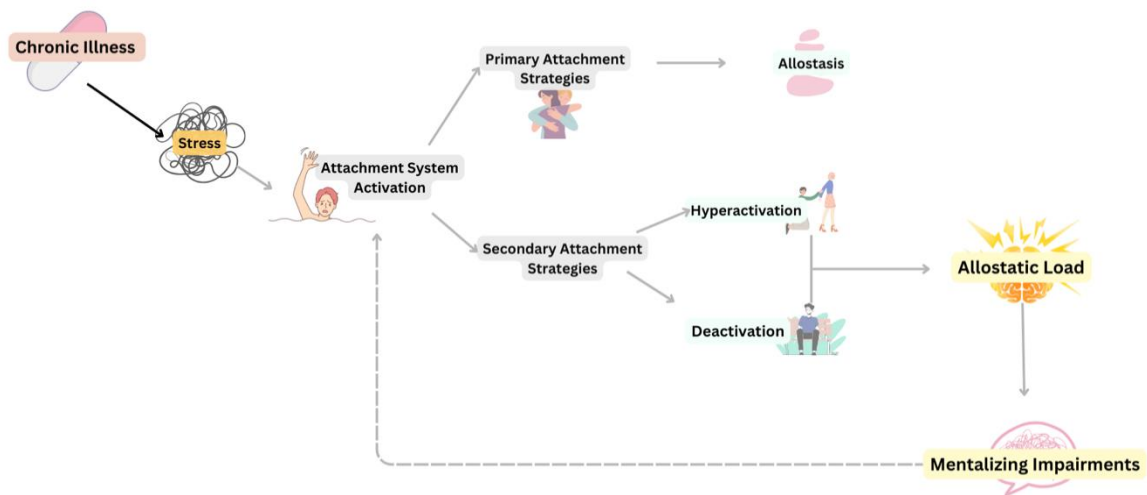 Chronic Illness
Stress
Attachment System
Activation
Primary Attachment
Strategies
Allostasis
Secondary Attachment
Strategies
Hyperactivation
Deactivation
Allostatic Load
Mentalizing Impairments